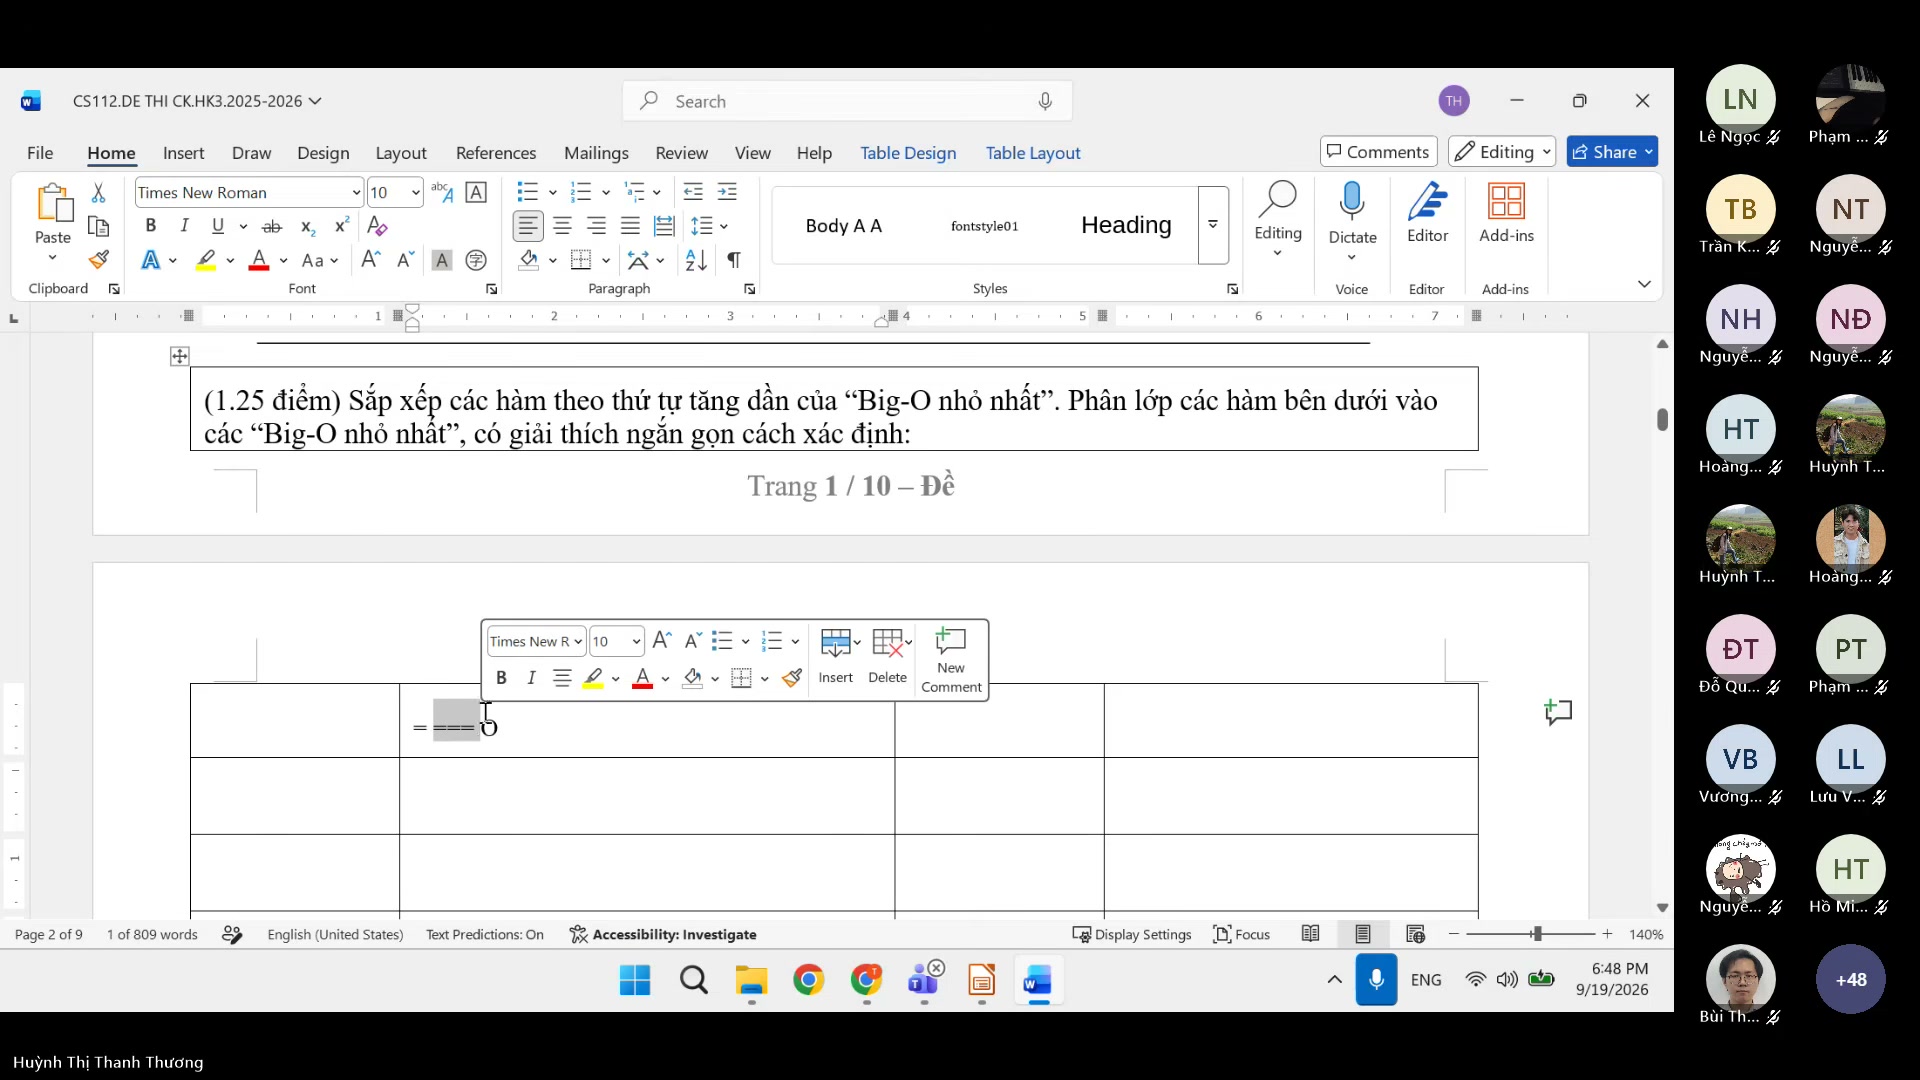 CS112.DE THI CK.HK3.2025-2026
Search
TH
File
Home
Insert
Draw
Design
Layout
References
Mailings
Review
View
Help
Table Design
Table Layout
Comments
Editing
Share
Paste
Times New Roman
10
Body A A
fontstyle01
Heading
Editing
Dictate
Editor
Add-ins
Clipboard
Font
Paragraph
Styles
Voice
Editor
Add-ins
1 2 3 4 5 6 7
(1.25 điểm) Sắp xếp các hàm theo thứ tự tăng dần của “Big-O nhỏ nhất”. Phân lớp các hàm bên dưới vào
các “Big-O nhỏ nhất”, có giải thích ngắn gọn cách xác định:
Trang 1 / 10 – Đề
Times New R
10
B I
Insert
Delete
New
Comment
= === O
Page 2 of 9
1 of 809 words
English (United States)
Text Predictions: On
Accessibility: Investigate
Display Settings
Focus
140%
ENG
6:48 PM
9/19/2026
LN
Lê Ngọc
Phạm ...
TB
Trần K...
NT
Nguyễ...
NH
Nguyễ...
NĐ
Nguyễ...
HT
Hoàng...
Huỳnh T...
Huỳnh T...
Hoàng...
ĐT
Đỗ Qu...
PT
Phạm ...
VB
Vương...
LL
Lưu V...
Nguyễ...
HT
Hồ Mi...
Bùi Th...
+48
Huỳnh Thị Thanh Thương